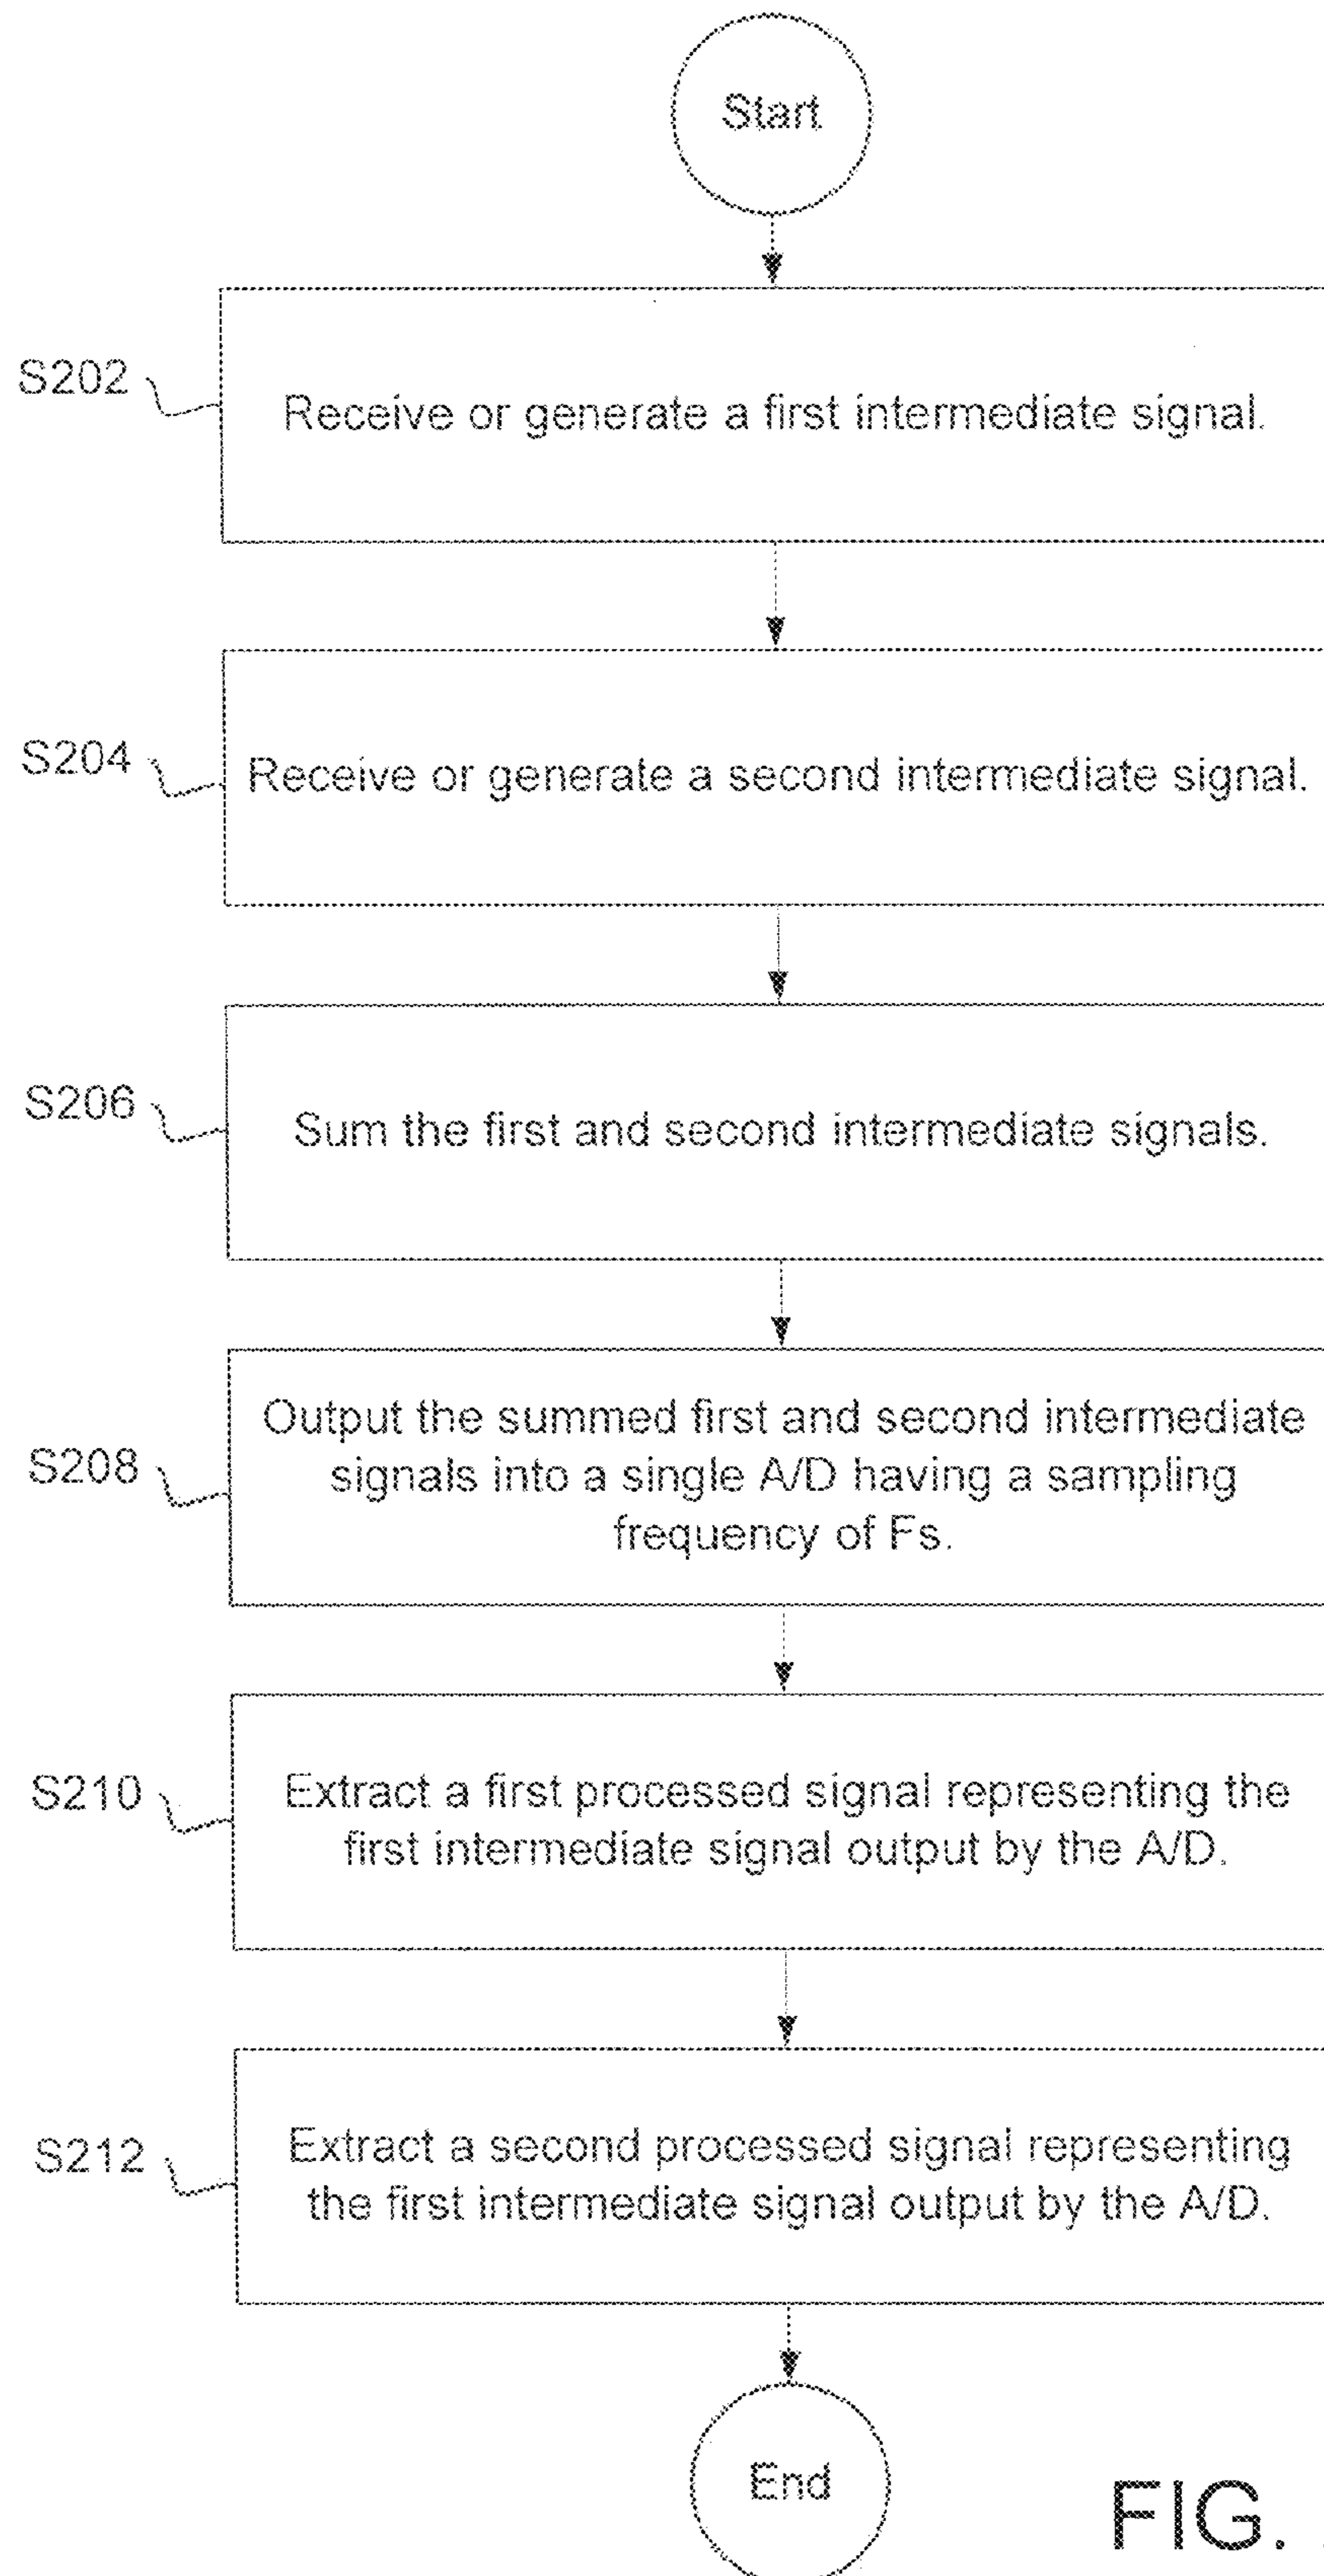 Start
S202
Receive or generate a first intermediate signal.
S204
Receive or generate a second intermediate signal.
S206
Sum the first and second intermediate signals.
S208
Output the summed first and second intermediate
signals into a single A/D having a sampling
frequency of Fs.
S210
Extract a first processed signal representing the
first intermediate signal output by the A/D.
S212
Extract a second processed signal representing
the first intermediate signal output by the A/D.
End
FIG.